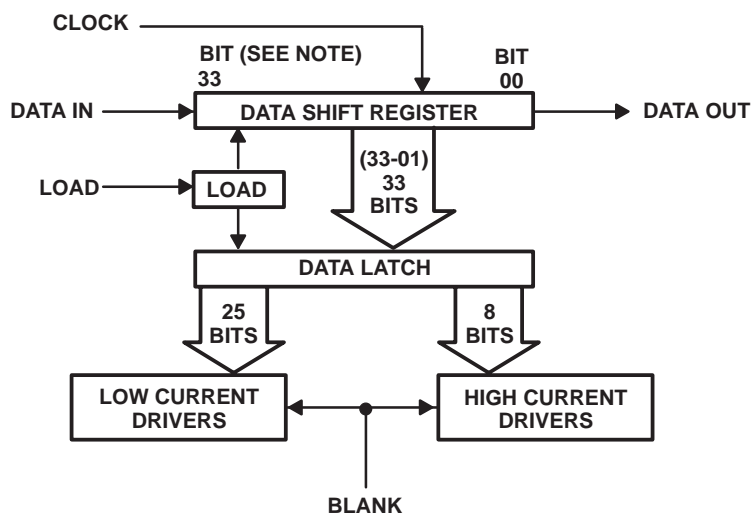 CLOCK
BIT (SEE NOTE)
33
BIT
00
DATA IN
DATA SHIFT REGISTER
DATA OUT
(33-01)
33
BITS
LOAD
LOAD
DATA LATCH
25
BITS
8
BITS
LOW CURRENT
DRIVERS
HIGH CURRENT
DRIVERS
BLANK